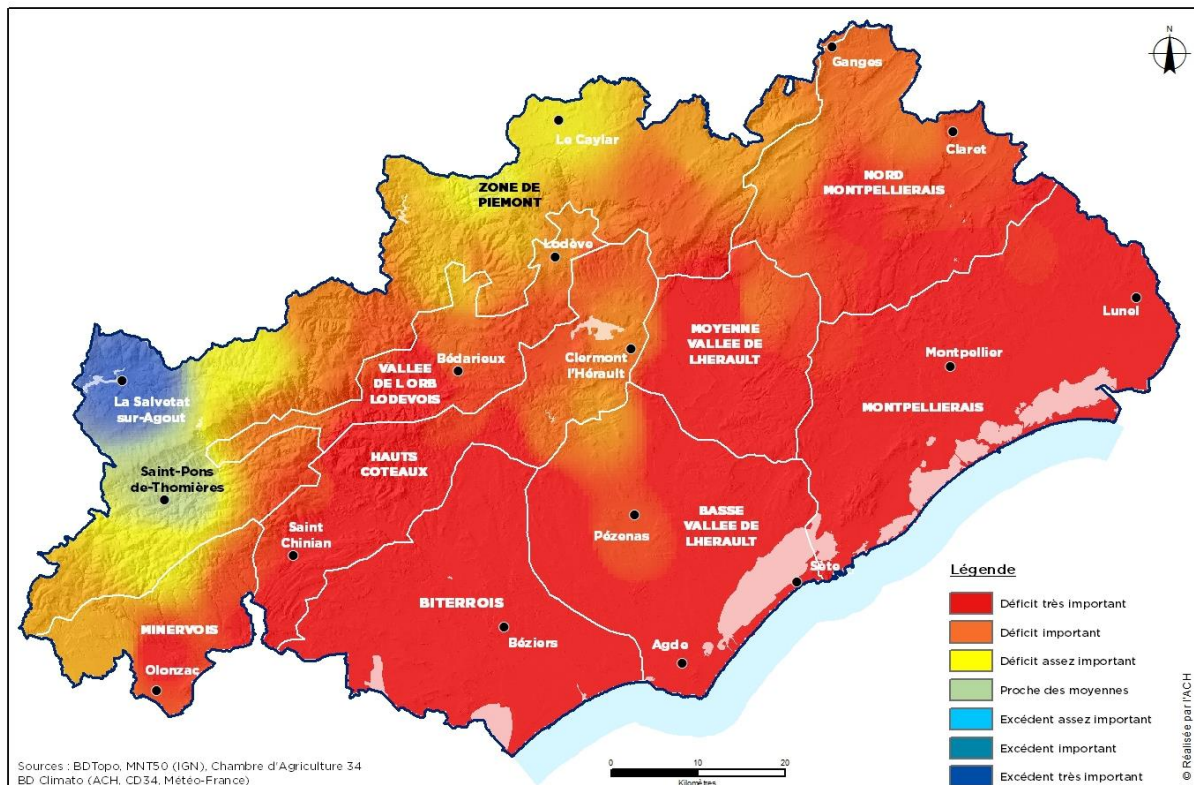 N
Ganges
Le Caylar
Claret
NORD
MONTPELLIERAIS
ZONE DE
PIEMONT
Lodève
Lunel
MOYENNE
VALLEE DE
LHERAULT
Clermont
l'Hérault
Bédarieux
VALLEE
DE L ORB
LODEVOIS
Montpellier
MONTPELLIERAIS
La Salvetat
sur-Agout
HAUTS
COTEAUX
Saint-Pons
de-Thomières
BASSE
VALLEE DE
LHERAULT
Pézenas
Saint
Chinian
Sète
BITERROIS
Béziers
Agde
MINERVOIS
Olonzac
Légende
Déficit très important
Déficit important
Déficit assez important
Proche des moyennes
Excédent assez important
Excédent important
Excédent très important
0 10 20
Kilomètres
Sources : BDTopo, MNT50 (IGN), Chambre d'Agriculture 34
BD Climato (ACH, CD34, Météo-France)
© Réalisée par l'ACH